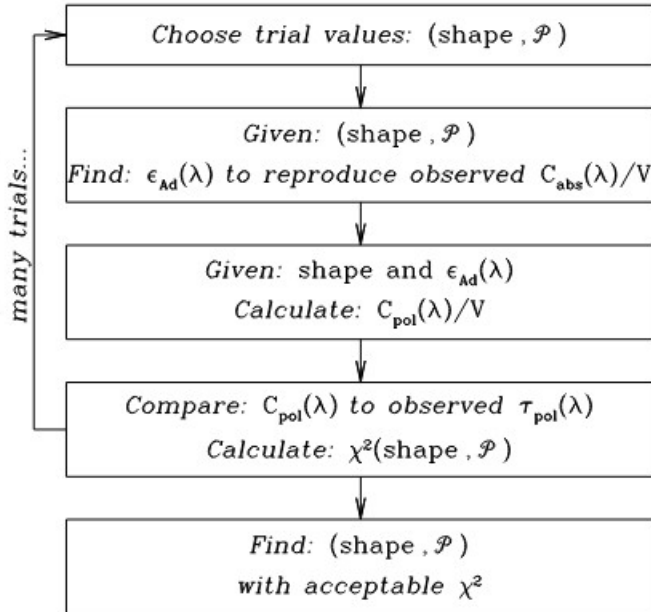 Choose trial values: (shape, 𝒫)
Given: (shape, 𝒫)
Find: ϵ_Ad(λ) to reproduce observed C_abs(λ)/V
Given: shape and ϵ_Ad(λ)
Calculate: C_pol(λ)/V
Compare: C_pol(λ) to observed τ_pol(λ)
Calculate: χ²(shape, 𝒫)
Find: (shape, 𝒫)
with acceptable χ²
many trials...